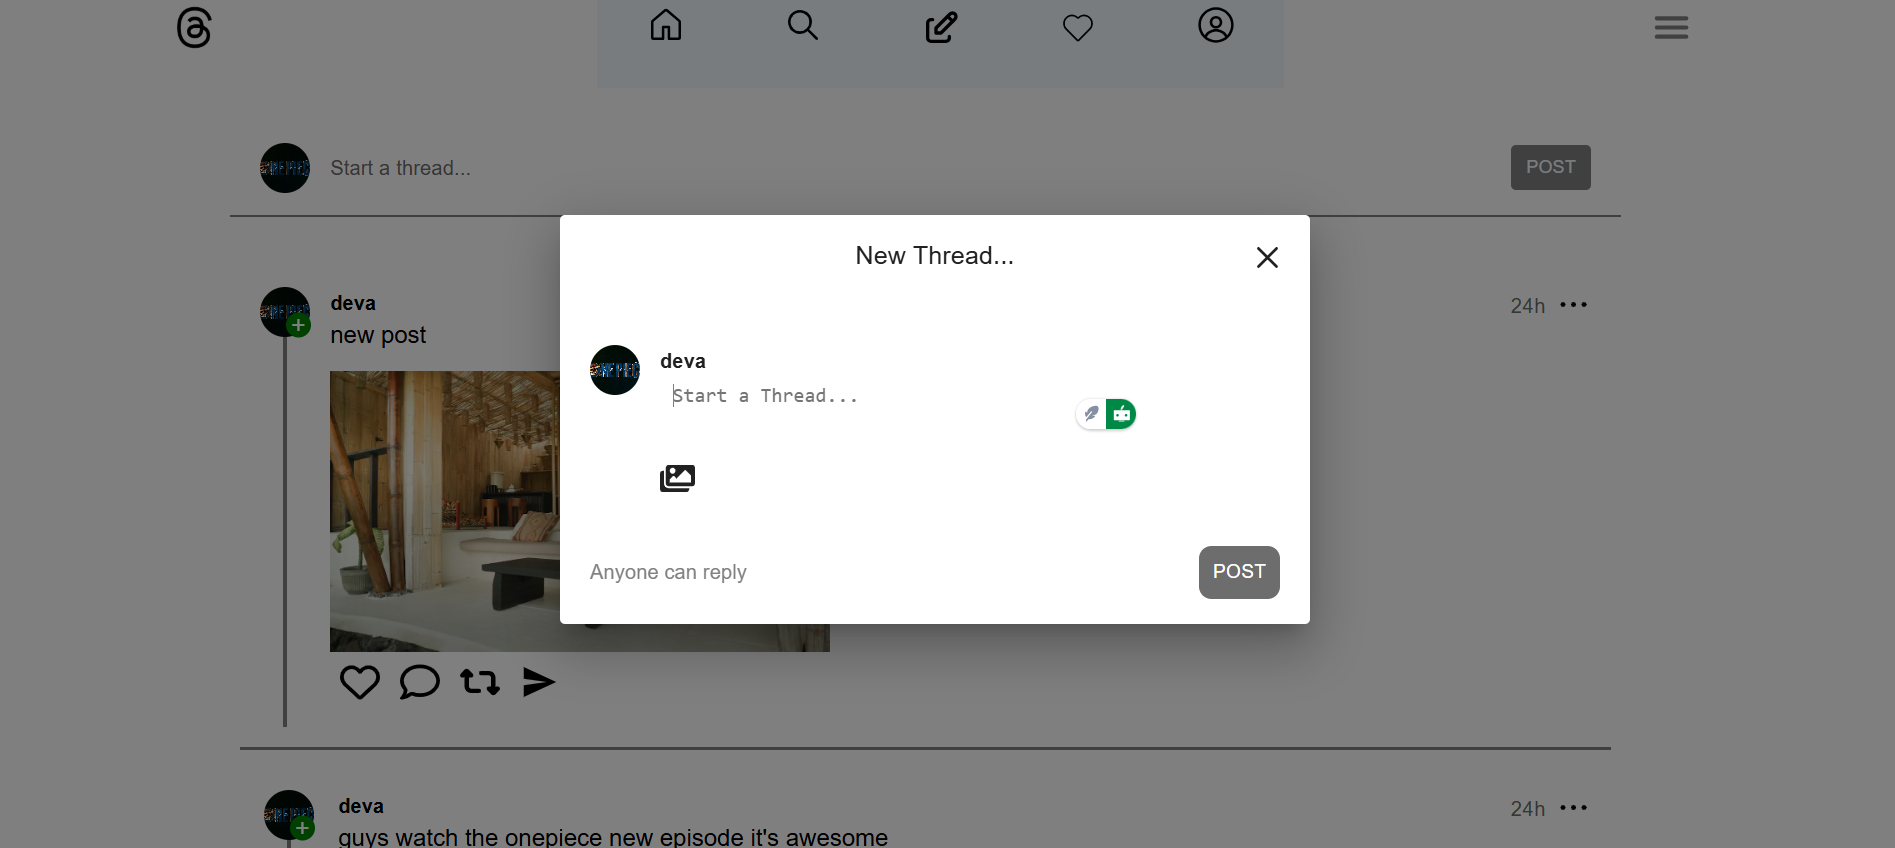 Start a thread...
POST
New Thread...
deva
Start a Thread...
Anyone can reply
POST
deva
24h
new post
deva
24h
guys watch the onepiece new episode it's awesome